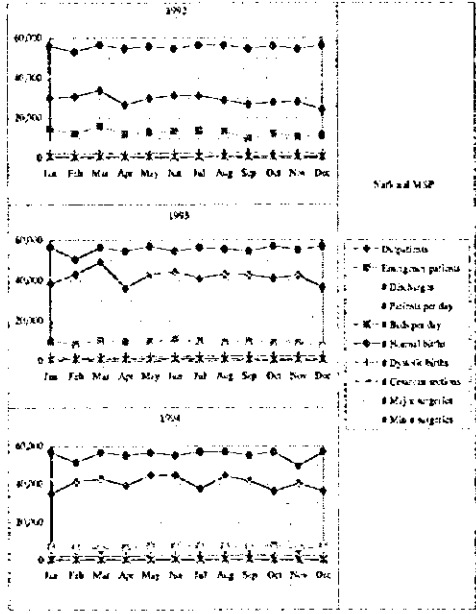 1992
60,000
40,000
20,000
0
Jan Feb Mar Apr May Jun Jul Aug Sep Oct Nov Dec
National MSP
1993
60,000
40,000
20,000
0
Jan Feb Mar Apr May Jun Jul Aug Sep Oct Nov Dec
Outpatients
Emergency patients
# Discharges
# Patients per day
# Beds per day
# Normal births
# Dystocic births
# Cesarean sections
# Major surgeries
# Minor surgeries
1994
60,000
40,000
20,000
0
Jan Feb Mar Apr May Jun Jul Aug Sep Oct Nov Dec